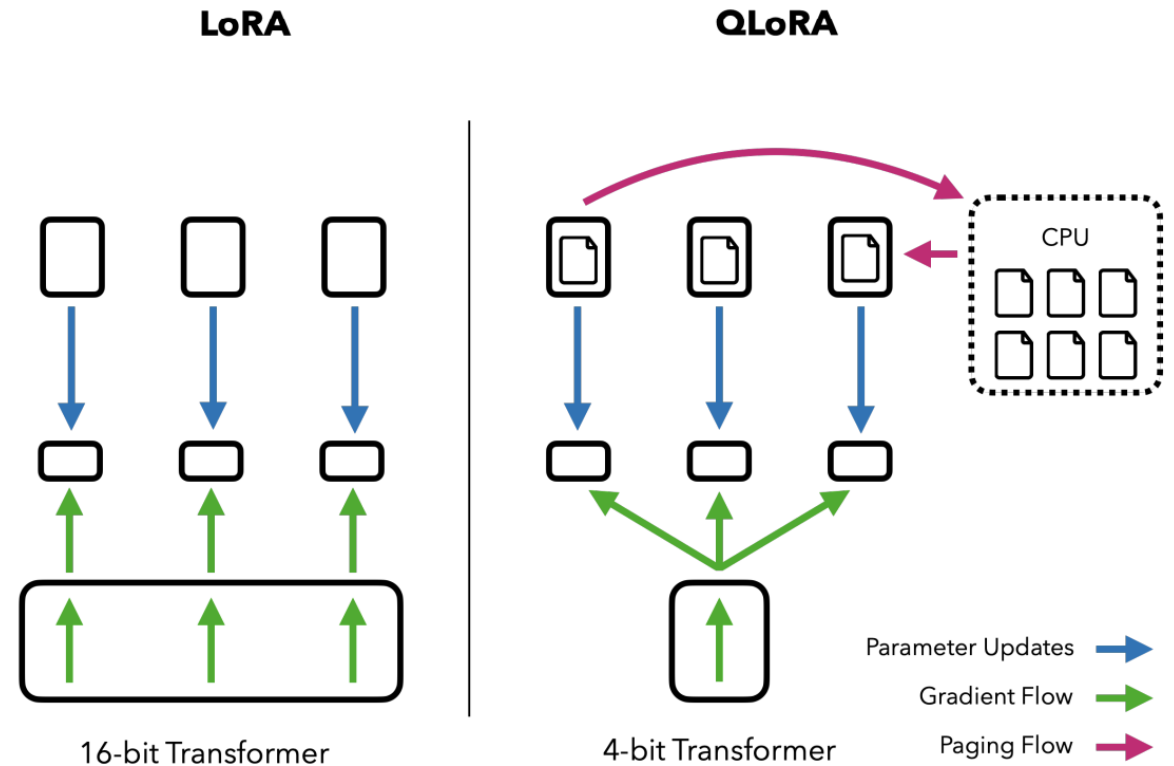 LoRA
QLoRA
CPU
16-bit Transformer
4-bit Transformer
Parameter Updates
Gradient Flow
Paging Flow